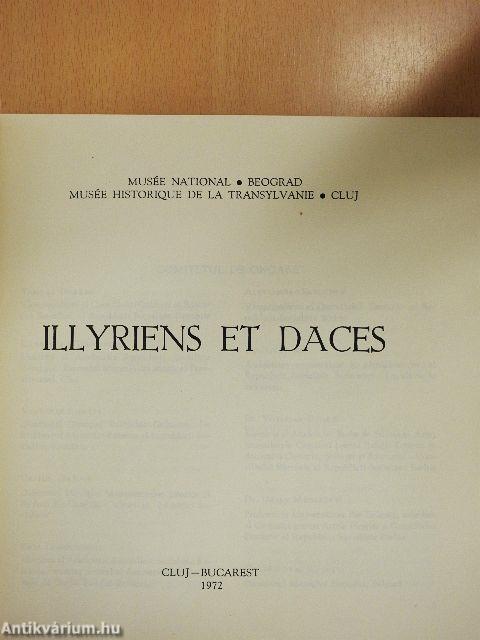 MUSÉE NATIONAL • BEOGRAD
MUSÉE HISTORIQUE DE LA TRANSYLVANIE • CLUJ
ILLYRIENS ET DACES
CLUJ—BUCAREST
1972
Antikvárium.hu